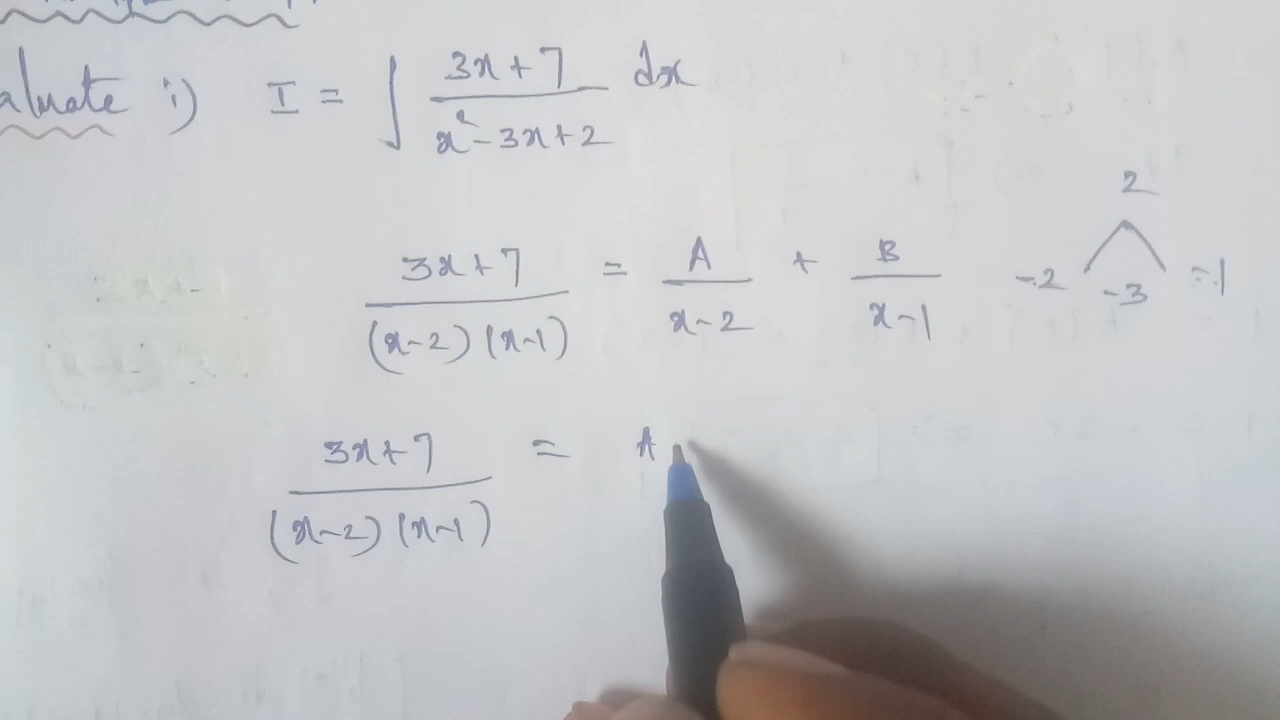 aluate i) I = ∫ (3x+7)/(x²-3x+2) dx
2
(3x+7)/((x-2)(x-1)) = A/(x-2) + B/(x-1) -2 -3 -1
(3x+7)/((x-2)(x-1)) = A